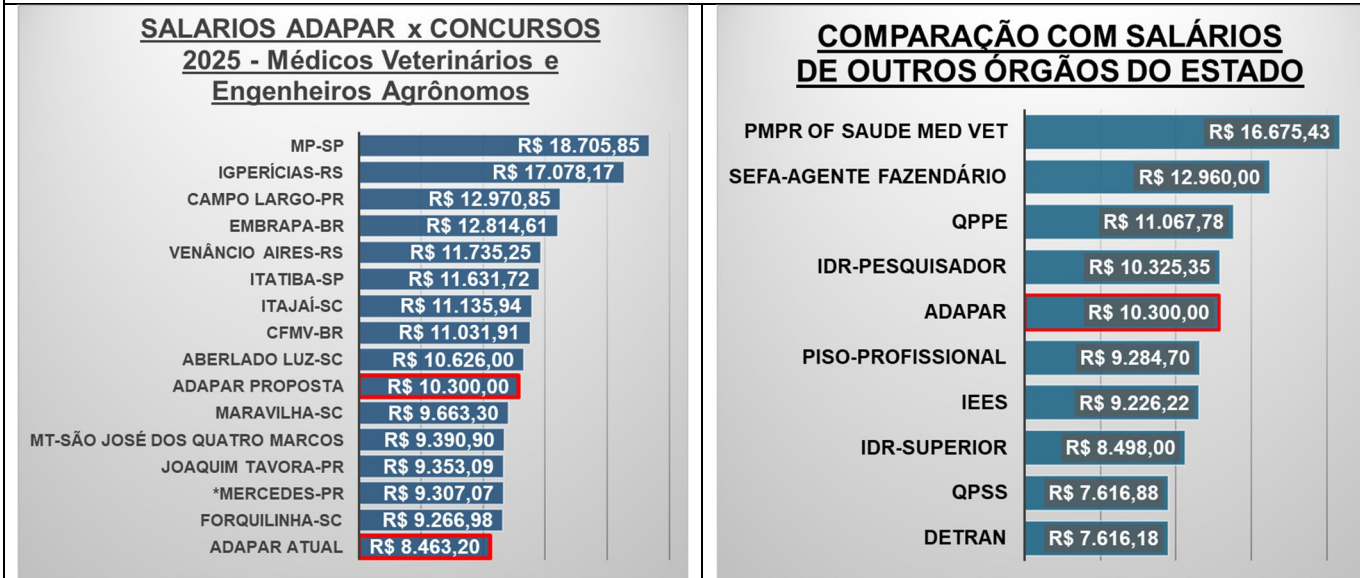 SALARIOS ADAPAR x CONCURSOS
2025 - Médicos Veterinários e
Engenheiros Agrônomos
MP-SP R$ 18.705,85
IGPERÍCIAS-RS R$ 17.078,17
CAMPO LARGO-PR R$ 12.970,85
EMBRAPA-BR R$ 12.814,61
VENÂNCIO AIRES-RS R$ 11.735,25
ITATIBA-SP R$ 11.631,72
ITAJAÍ-SC R$ 11.135,94
CFMV-BR R$ 11.031,91
ABERLADO LUZ-SC R$ 10.626,00
ADAPAR PROPOSTA R$ 10.300,00
MARAVILHA-SC R$ 9.663,30
MT-SÃO JOSÉ DOS QUATRO MARCOS R$ 9.390,90
JOAQUIM TAVORA-PR R$ 9.353,09
*MERCEDES-PR R$ 9.307,07
FORQUILINHA-SC R$ 9.266,98
ADAPAR ATUAL R$ 8.463,20
COMPARAÇÃO COM SALÁRIOS
DE OUTROS ÓRGÃOS DO ESTADO
PMPR OF SAUDE MED VET R$ 16.675,43
SEFA-AGENTE FAZENDÁRIO R$ 12.960,00
QPPE R$ 11.067,78
IDR-PESQUISADOR R$ 10.325,35
ADAPAR R$ 10.300,00
PISO-PROFISSIONAL R$ 9.284,70
IEES R$ 9.226,22
IDR-SUPERIOR R$ 8.498,00
QPSS R$ 7.616,88
DETRAN R$ 7.616,18